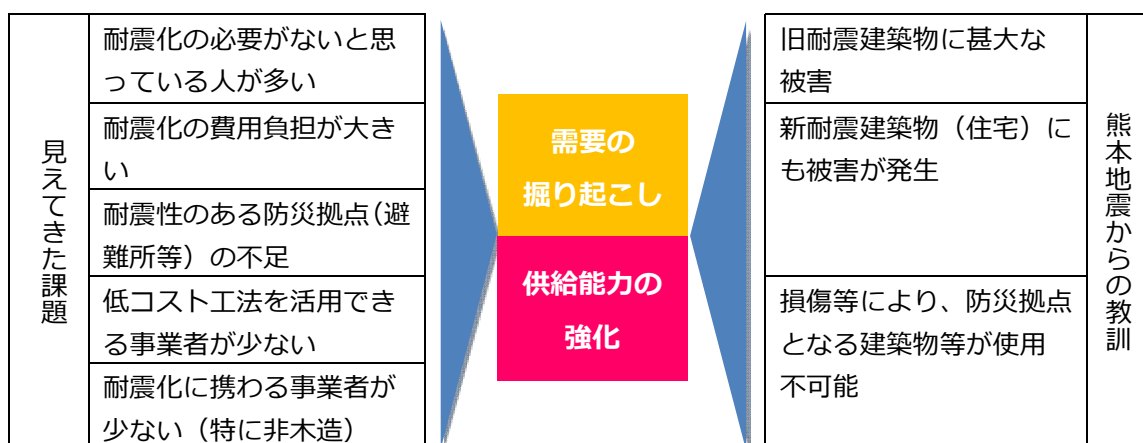 見えてきた課題
耐震化の必要がないと思
っている人が多い
耐震化の費用負担が大き
い
耐震性のある防災拠点（避
難所等）の不足
低コスト工法を活用でき
る事業者が少ない
耐震化に携わる事業者が
少ない（特に非木造）
需要の
掘り起こし
供給能力の
強化
旧耐震建築物に甚大な
被害
新耐震建築物（住宅）に
も被害が発生
損傷等により、防災拠点
となる建築物等が使用
不可能
熊本地震からの教訓